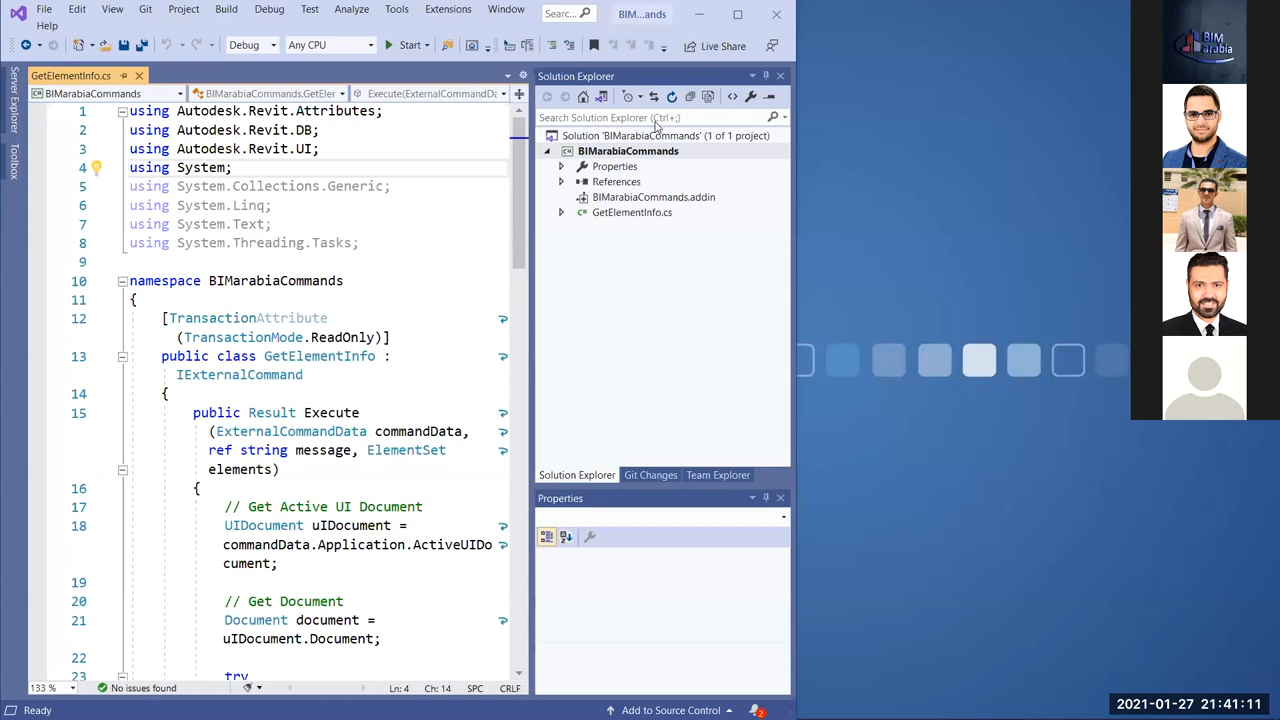 File Edit View Git Project Build Debug Test Analyze Tools Extensions Window
Help
BIM...ands
Debug
Any CPU
Start
Live Share
Server Explorer
Toolbox
GetElementInfo.cs
BIMarabiaCommands
BIMarabiaCommands.GetEler
Execute(ExternalCommandDa
1 using Autodesk.Revit.Attributes;
2 using Autodesk.Revit.DB;
3 using Autodesk.Revit.UI;
4 using System;
5 using System.Collections.Generic;
6 using System.Linq;
7 using System.Text;
8 using System.Threading.Tasks;
9
10 namespace BIMarabiaCommands
11 {
12 [TransactionAttribute
(TransactionMode.ReadOnly)]
13 public class GetElementInfo :
IExternalCommand
14 {
15 public Result Execute
(ExternalCommandData commandData,
ref string message, ElementSet
elements)
16 {
17 // Get Active UI Document
18 UIDocument uIDocument =
commandData.Application.ActiveUIDo
cument;
19
20 // Get Document
21 Document document =
uIDocument.Document;
22
23 try
133 %
No issues found
Ln: 4 Ch: 14 SPC CRLF
Ready
Add to Source Control
2
Searc...
Solution Explorer
Search Solution Explorer (Ctrl+;)
Solution 'BIMarabiaCommands' (1 of 1 project)
BIMarabiaCommands
Properties
References
BIMarabiaCommands.addin
GetElementInfo.cs
Solution Explorer Git Changes Team Explorer
Properties
BIM
arabia
2021-01-27 21:41:11